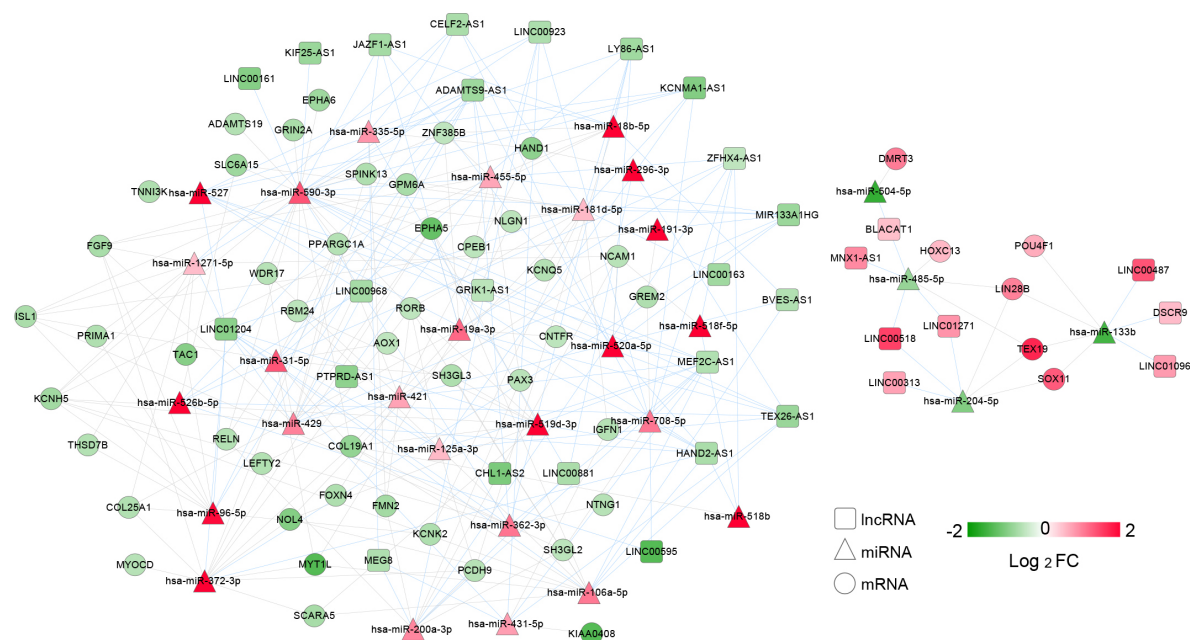 CELF2-AS1
LINC00923
JAZF1-AS1
LY86-AS1
KIF25-AS1
LINC00161
KCNMA1-AS1
ADAMTS9-AS1
EPHA6
ADAMTS19
GRIN2A
hsa-miR-335-5p
ZNF385B
hsa-miR-18b-5p
HAND1
ZFHX4-AS1
SLC6A15
SPINK13
hsa-miR-455-5p
hsa-miR-296-3p
TNNI3K
hsa-miR-527
hsa-miR-590-3p
GPM6A
hsa-miR-181d-5p
MIR133A1HG
NLGN1
EPHA5
hsa-miR-191-3p
FGF9
PPARGC1A
CPEB1
hsa-miR-1271-5p
WDR17
KCNQ5
NCAM1
LINC00163
LINC00968
GRIK1-AS1
GREM2
BVES-AS1
ISL1
RBM24
RORB
PRIMA1
LINC01204
hsa-miR-19a-3p
CNTFR
hsa-miR-518f-5p
AOX1
hsa-miR-520a-5p
TAC1
hsa-miR-31-5p
MEF2C-AS1
PTPRD-AS1
SH3GL3
PAX3
KCNH5
hsa-miR-526b-5p
hsa-miR-421
TEX26-AS1
hsa-miR-429
hsa-miR-519d-3p
IGFN1
hsa-miR-708-5p
THSD7B
RELN
COL19A1
hsa-miR-125a-3p
HAND2-AS1
LEFTY2
CHL1-AS2
LINC00881
FOXN4
FMN2
NTNG1
COL25A1
hsa-miR-96-5p
NOL4
KCNK2
hsa-miR-362-3p
hsa-miR-518b
SH3GL2
LINC00595
MYOCD
MYT1L
MEG8
PCDH9
hsa-miR-372-3p
hsa-miR-106a-5p
SCARA5
hsa-miR-200a-3p
hsa-miR-431-5p
KIAA0408
DMRT3
hsa-miR-504-5p
BLACAT1
HOXC13
POU4F1
MNX1-AS1
LINC00487
hsa-miR-485-5p
LIN28B
DSCR9
LINC00518
LINC01271
hsa-miR-133b
TEX19
LINC01096
LINC00313
SOX11
hsa-miR-204-5p
lncRNA
miRNA
mRNA
-2 0 2
Log 2 FC